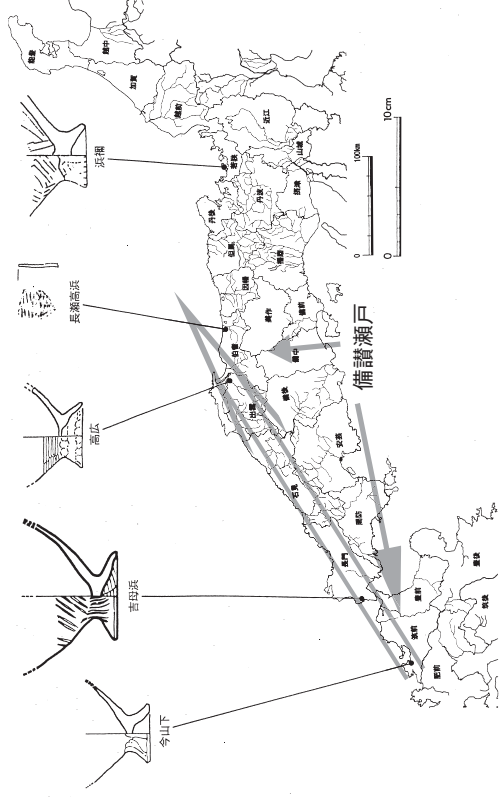 今山下
吉母浜
高広
長瀬高浜
浜禰
能登
越中
加賀
越前
近江
若狭
山城
丹後
丹波
摂津
但馬
播磨
因幡
美作
備前
伯耆
備中
備後
出雲
安芸
石見
周防
長門
豊前
筑前
豊後
筑後
肥前
備讃瀬戸
0 100km
0 10cm